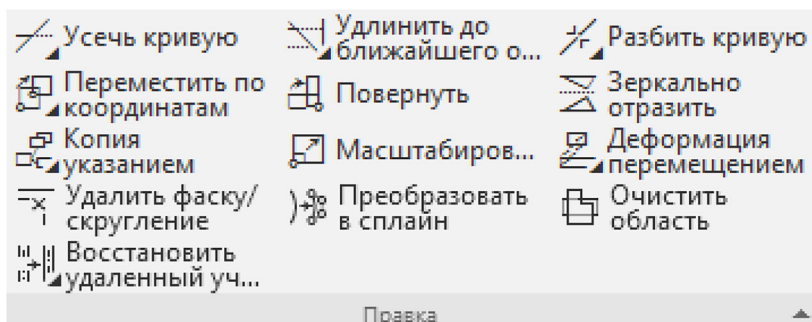 Усечь кривую
Удлинить до
ближайшего о...
Разбить кривую
Переместить по
координатам
Повернуть
Зеркально
отразить
Копия
указанием
Масштабиров...
Деформация
перемещением
Удалить фаску/
скругление
Преобразовать
в сплайн
Очистить
область
Восстановить
удаленный уч...
Правка